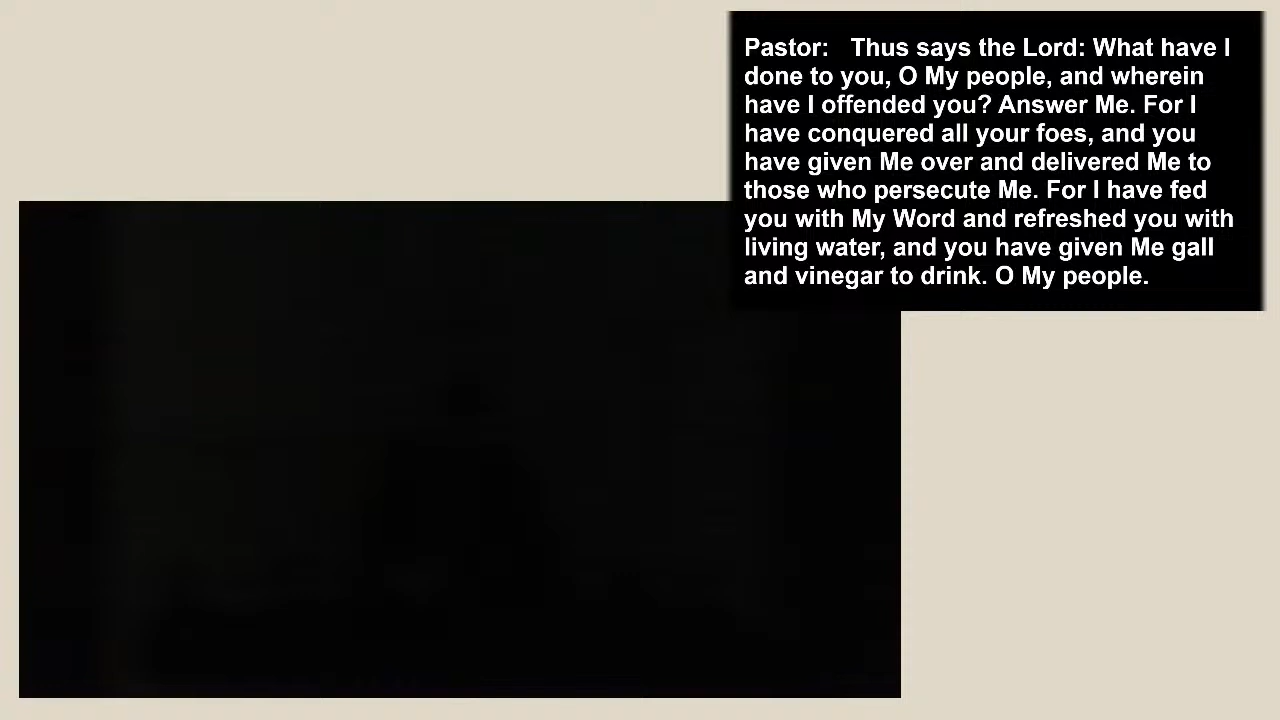 Pastor: Thus says the Lord: What have I
done to you, O My people, and wherein
have I offended you? Answer Me. For I
have conquered all your foes, and you
have given Me over and delivered Me to
those who persecute Me. For I have fed
you with My Word and refreshed you with
living water, and you have given Me gall
and vinegar to drink. O My people.